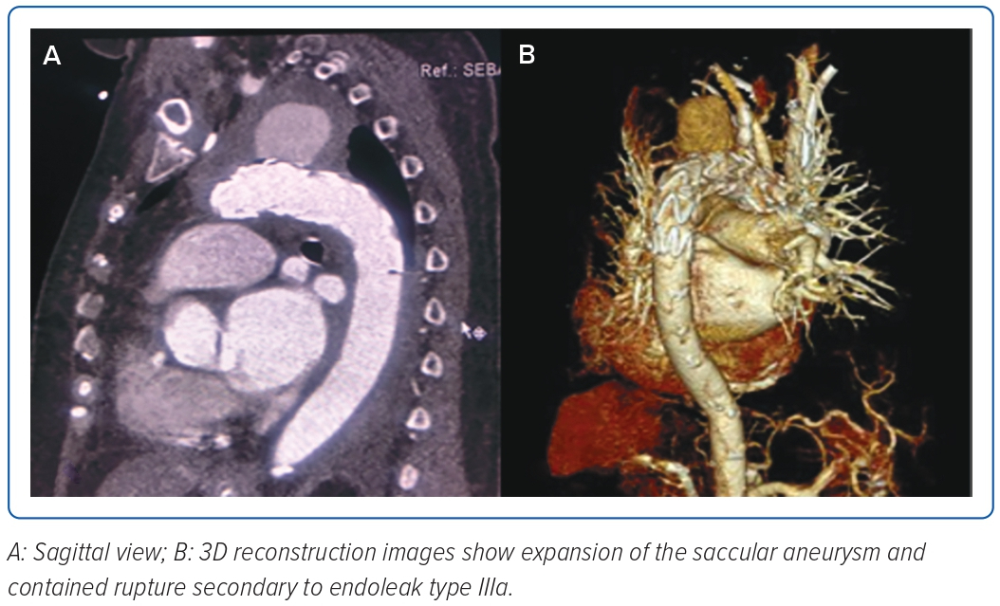 A
B
Ref.: SEBA
A: Sagittal view; B: 3D reconstruction images show expansion of the saccular aneurysm and
contained rupture secondary to endoleak type IIIa.